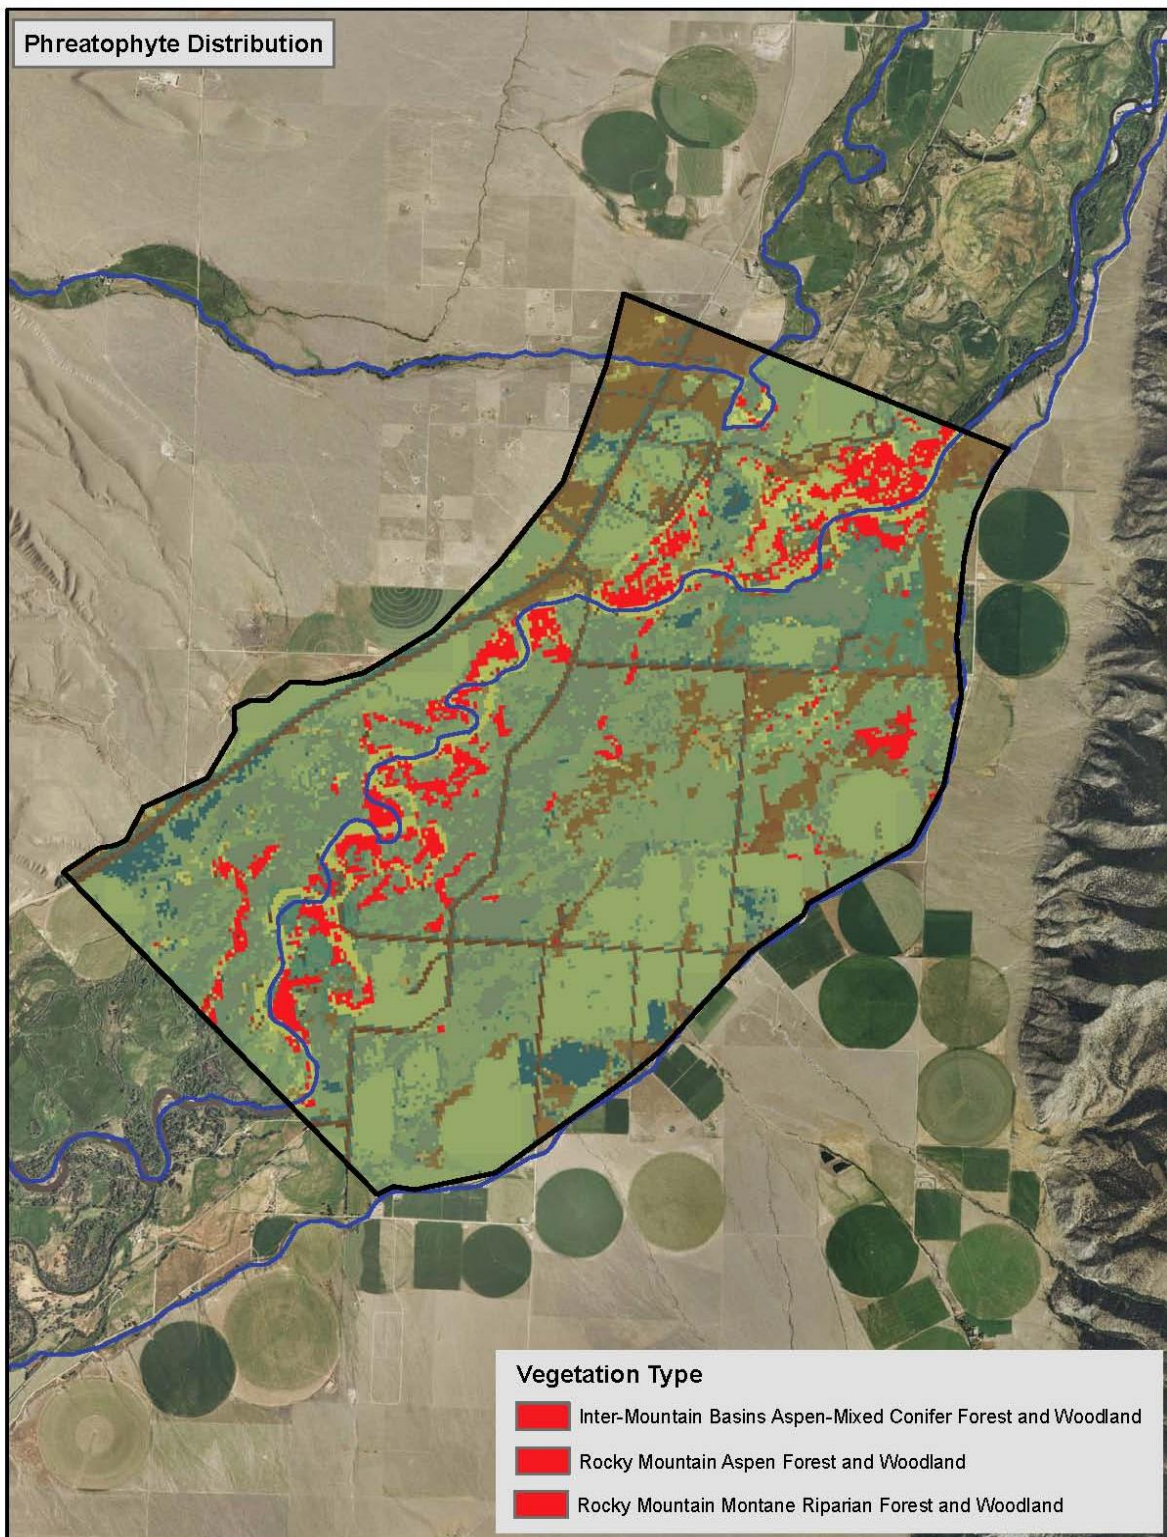 Phreatophyte Distribution
Vegetation Type
Inter-Mountain Basins Aspen-Mixed Conifer Forest and Woodland
Rocky Mountain Aspen Forest and Woodland
Rocky Mountain Montane Riparian Forest and Woodland